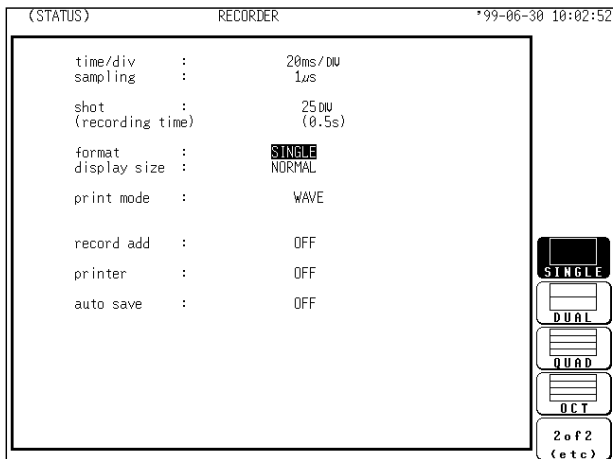 (STATUS) RECORDER '99-06-30 10:02:52
time/div : 20ms/DIV
sampling : 1μs
shot : 25DIV
(recording time) (0.5s)
format : SINGLE
display size : NORMAL
print mode : WAVE
record add : OFF
printer : OFF
auto save : OFF
SINGLE
DUAL
QUAD
OCT
2of2
(etc)